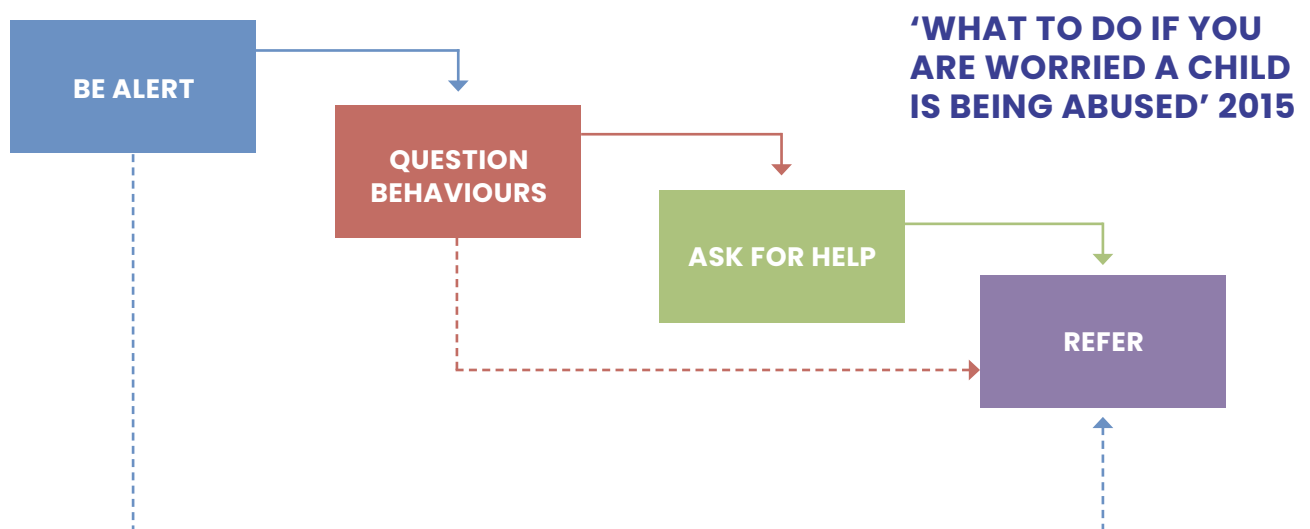 ‘WHAT TO DO IF YOU
ARE WORRIED A CHILD
IS BEING ABUSED’ 2015
BE ALERT
QUESTION
BEHAVIOURS
ASK FOR HELP
REFER